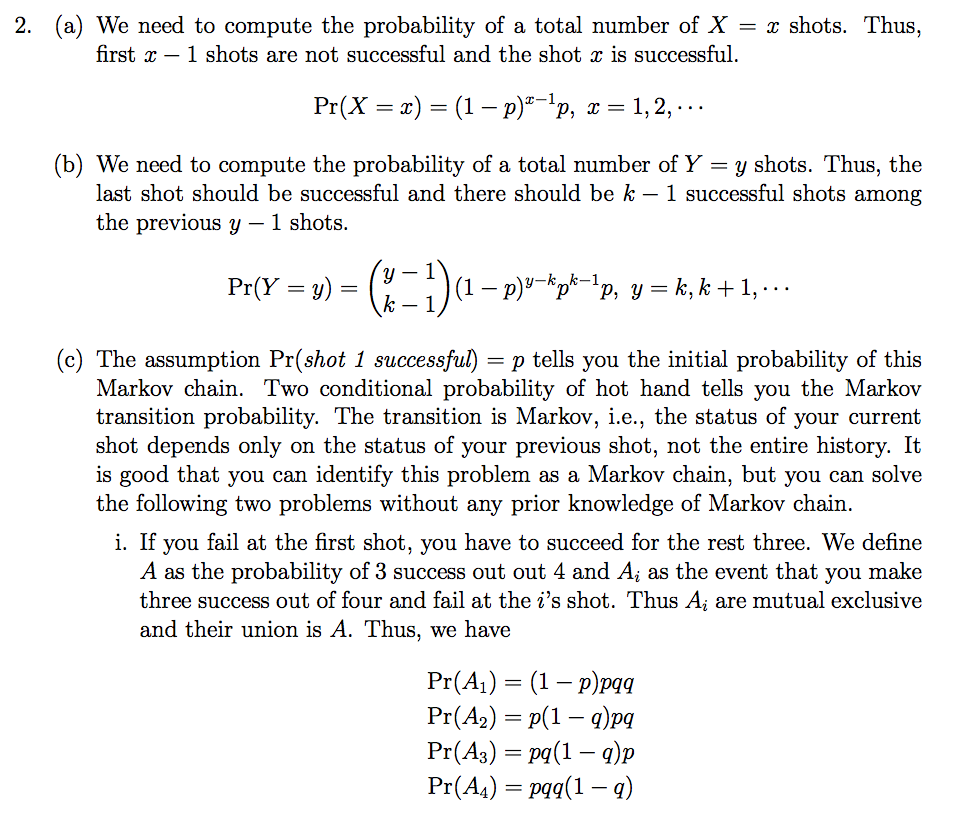 2. (a) We need to compute the probability of a total number of X = x shots. Thus,
first x − 1 shots are not successful and the shot x is successful.
Pr(X = x) = (1 − p)^{x−1}p, x = 1, 2, ···
(b) We need to compute the probability of a total number of Y = y shots. Thus, the
last shot should be successful and there should be k − 1 successful shots among
the previous y − 1 shots.
Pr(Y = y) = \binom{y − 1}{k − 1}(1 − p)^{y−k}p^{k−1}p, y = k, k + 1, ···
(c) The assumption Pr(shot 1 successful) = p tells you the initial probability of this
Markov chain. Two conditional probability of hot hand tells you the Markov
transition probability. The transition is Markov, i.e., the status of your current
shot depends only on the status of your previous shot, not the entire history. It
is good that you can identify this problem as a Markov chain, but you can solve
the following two problems without any prior knowledge of Markov chain.
i. If you fail at the first shot, you have to succeed for the rest three. We define
A as the probability of 3 success out out 4 and A_i as the event that you make
three success out of four and fail at the i's shot. Thus A_i are mutual exclusive
and their union is A. Thus, we have
Pr(A_1) = (1 − p)pqq
Pr(A_2) = p(1 − q)pq
Pr(A_3) = pq(1 − q)p
Pr(A_4) = pqq(1 − q)